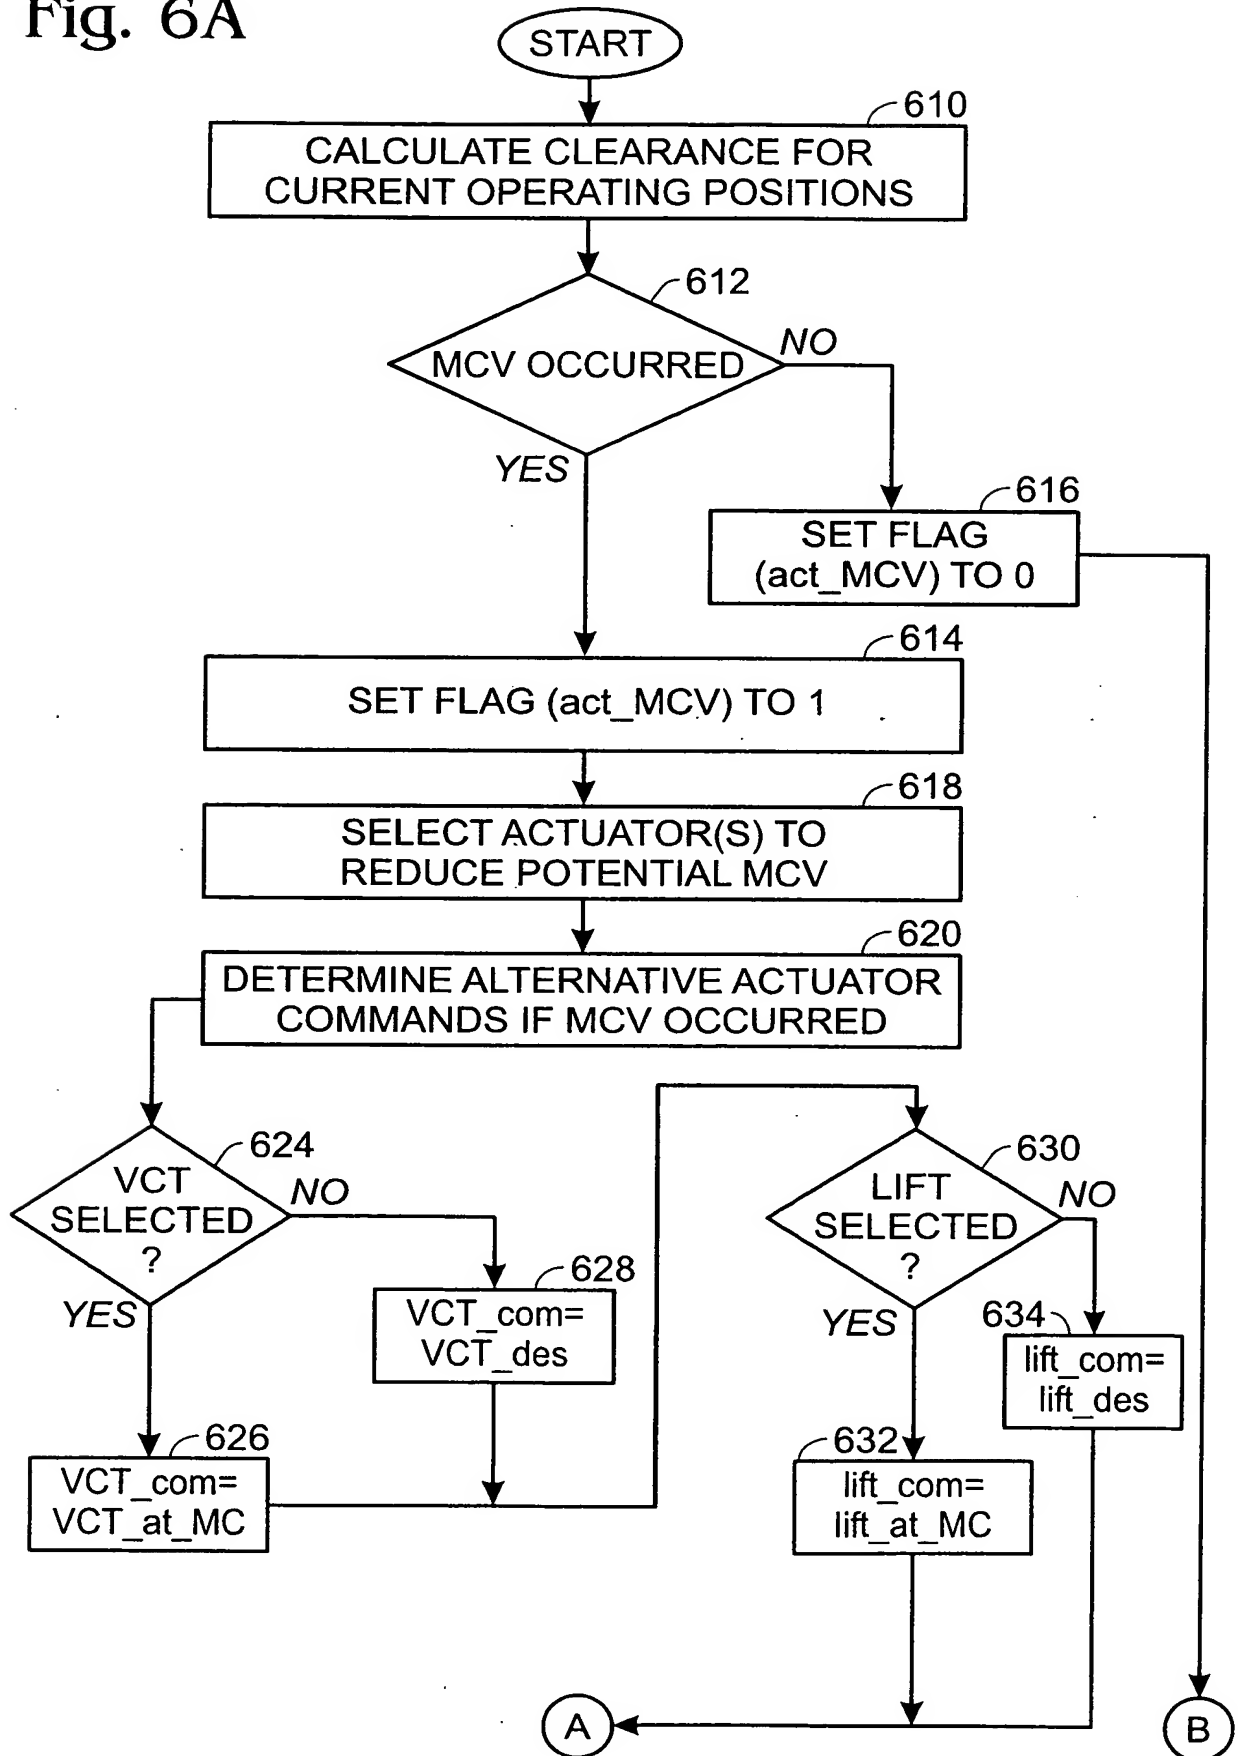 Fig. 6A
START
610
CALCULATE CLEARANCE FOR
CURRENT OPERATING POSITIONS
612
MCV OCCURRED
NO
YES
616
SET FLAG
(act_MCV) TO 0
614
SET FLAG (act_MCV) TO 1
618
SELECT ACTUATOR(S) TO
REDUCE POTENTIAL MCV
620
DETERMINE ALTERNATIVE ACTUATOR
COMMANDS IF MCV OCCURRED
624
VCT
SELECTED
?
NO
YES
628
VCT_com=
VCT_des
626
VCT_com=
VCT_at_MC
630
LIFT
SELECTED
?
NO
YES
634
lift_com=
lift_des
632
lift_com=
lift_at_MC
A
B